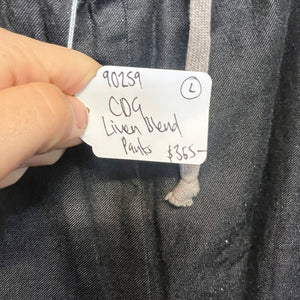 90259
L
CDG
Linen Blend
Pants $365-